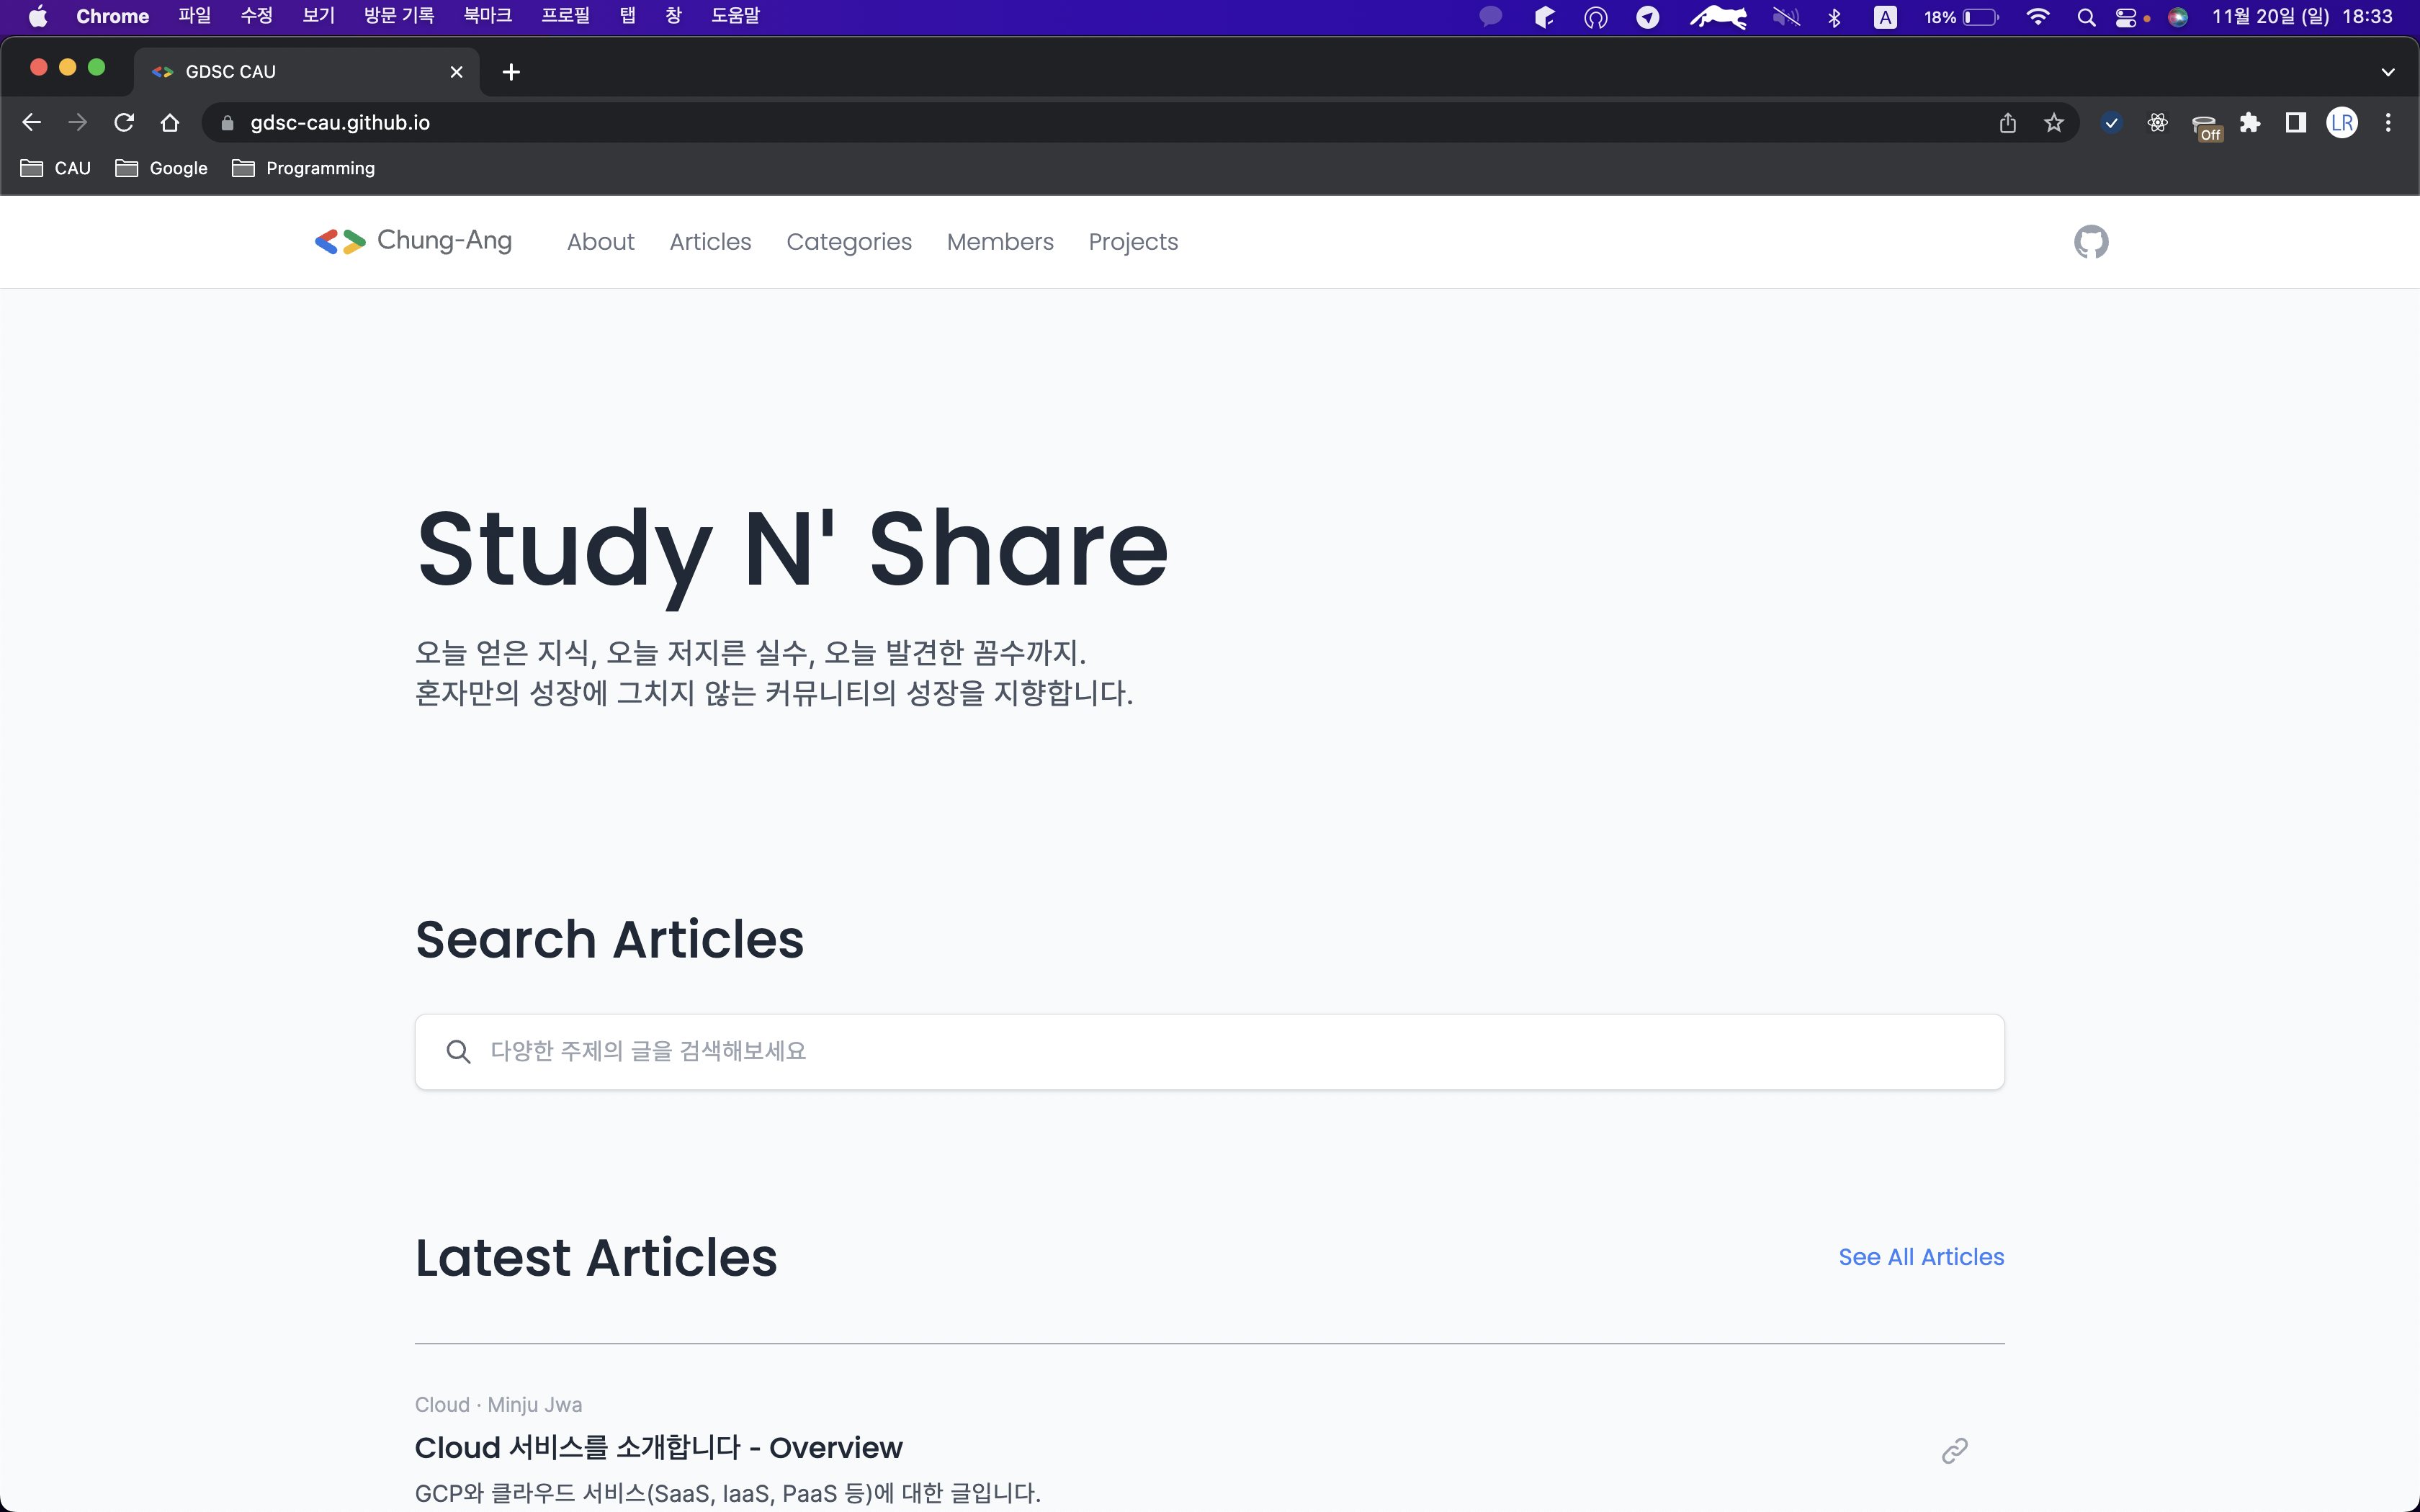 Chrome 파일 수정 보기 방문 기록 북마크 프로필 탭 창 도움말 A 18% 11월 20일 (일) 18:33
GDSC CAU
gdsc-cau.github.io Off LR
CAU Google Programming
Chung-Ang About Articles Categories Members Projects
Study N' Share
오늘 얻은 지식, 오늘 저지른 실수, 오늘 발견한 꼼수까지.
혼자만의 성장에 그치지 않는 커뮤니티의 성장을 지향합니다.
Search Articles
다양한 주제의 글을 검색해보세요
Latest Articles See All Articles
Cloud · Minju Jwa
Cloud 서비스를 소개합니다 - Overview
GCP와 클라우드 서비스(SaaS, IaaS, PaaS 등)에 대한 글입니다.